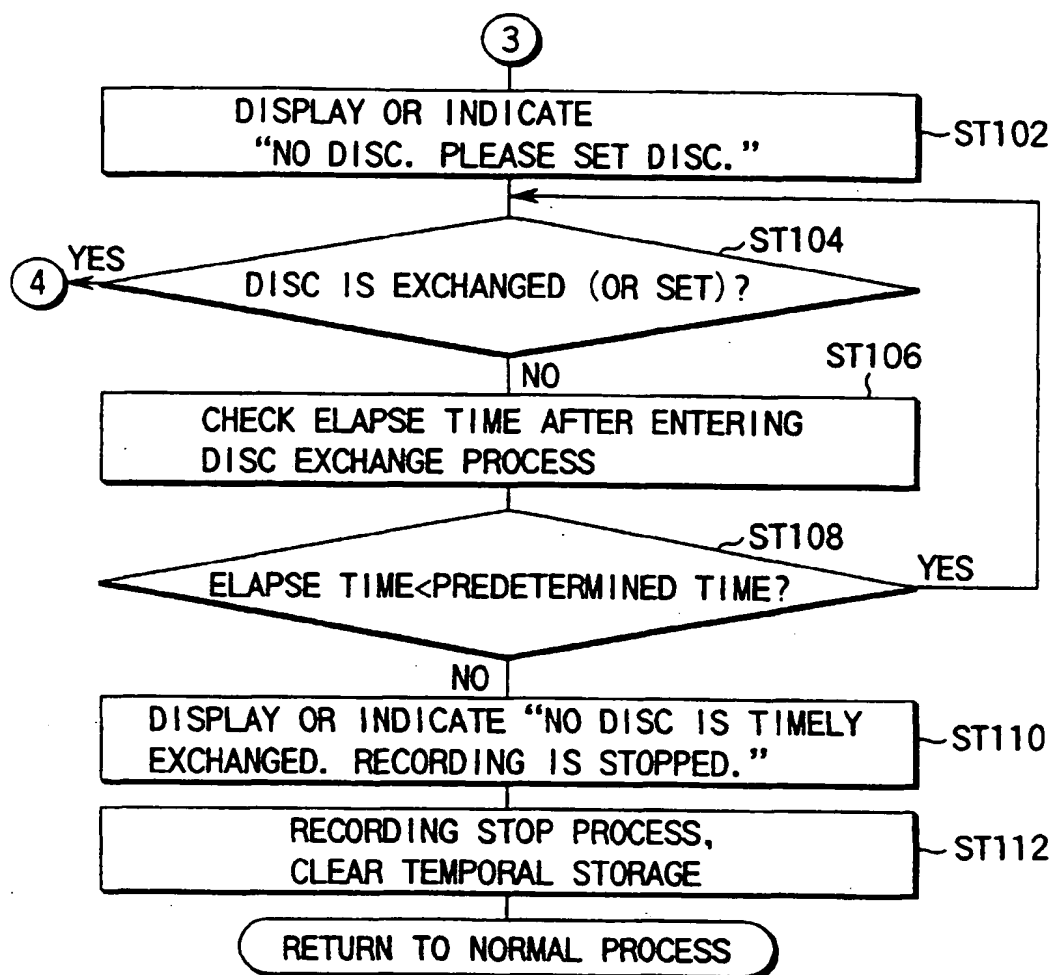 3
DISPLAY OR INDICATE
“NO DISC. PLEASE SET DISC.”
ST102
ST104
YES
4
DISC IS EXCHANGED (OR SET)?
NO
ST106
CHECK ELAPSE TIME AFTER ENTERING
DISC EXCHANGE PROCESS
ST108
YES
ELAPSE TIME<PREDETERMINED TIME?
NO
DISPLAY OR INDICATE “NO DISC IS TIMELY
EXCHANGED. RECORDING IS STOPPED.”
ST110
RECORDING STOP PROCESS,
CLEAR TEMPORAL STORAGE
ST112
RETURN TO NORMAL PROCESS